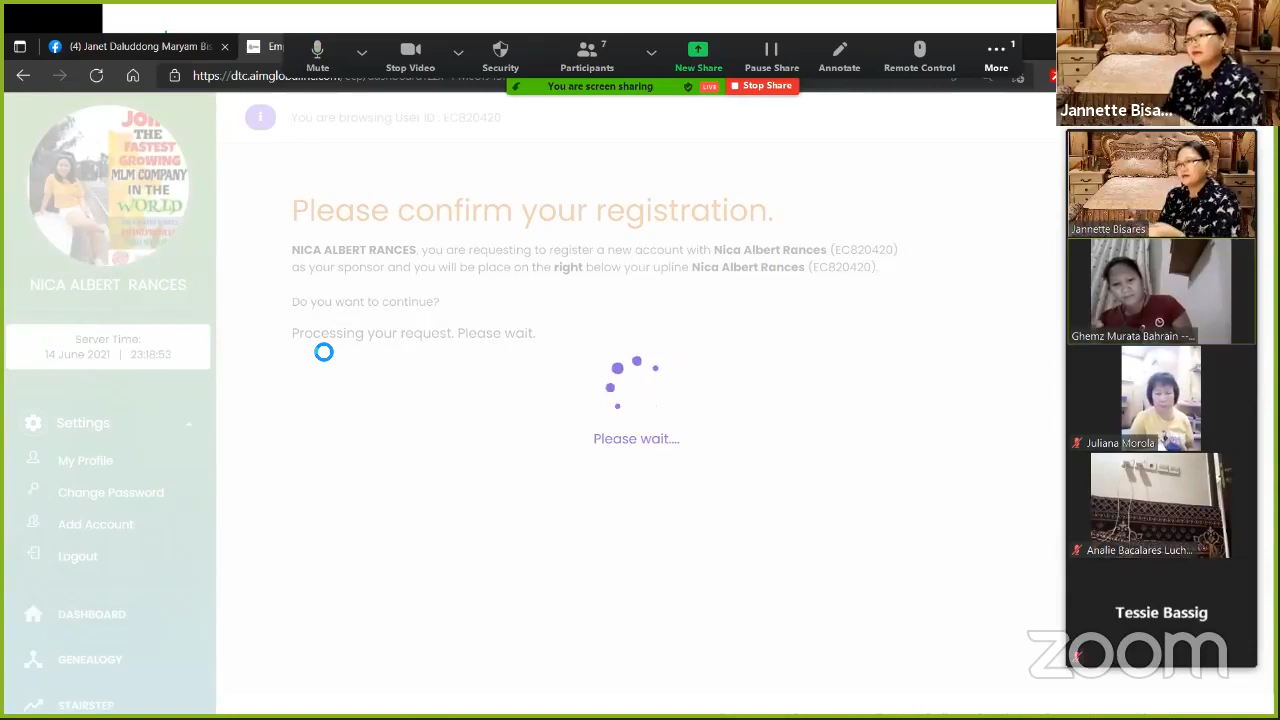 (4) Janet Daluddong Maryam Bis
Em
Mute
Stop Video
Security
Participants
7
New Share
Pause Share
Annotate
Remote Control
More
1
https://dtc.aimglobalinc.com/
You are screen sharing
LIVE
Stop Share
You are browsing User ID : EC820420
JOIN
THE
FASTEST
GROWING
MLM COMPANY
IN THE
WORLD
NICA ALBERT RANCES
Server Time:
14 June 2021 | 23:18:53
Settings
My Profile
Change Password
Add Account
Logout
DASHBOARD
GENEALOGY
STAIRSTEP
Please confirm your registration.
NICA ALBERT RANCES, you are requesting to register a new account with Nica Albert Rances (EC820420)
as your sponsor and you will be place on the right below your upline Nica Albert Rances (EC820420).
Do you want to continue?
Processing your request. Please wait.
Please wait....
Jannette Bisa...
Jannette Bisares
Ghemz Murata Bahrain --...
Juliana Morola
Analie Bacalares Luch...
Tessie Bassig
zoom